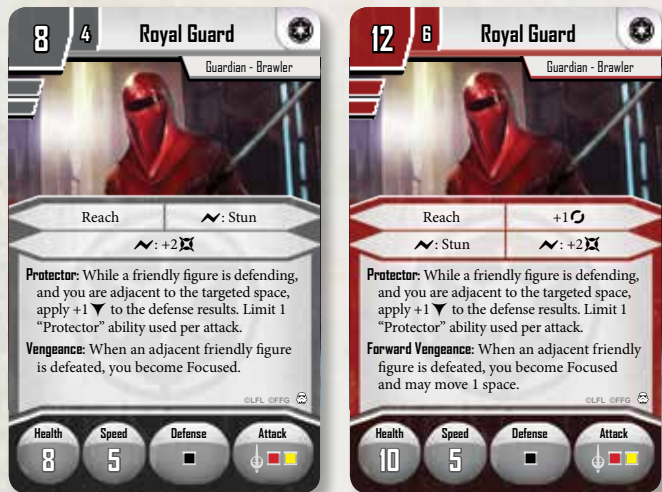 8 4 Royal Guard
Guardian - Brawler
Reach : Stun
: +2
Protector: While a friendly figure is defending,
and you are adjacent to the targeted space,
apply +1 to the defense results. Limit 1
“Protector” ability used per attack.
Vengeance: When an adjacent friendly figure
is defeated, you become Focused.
©LFL ©FFG
Health Speed Defense Attack
8 5
12 6 Royal Guard
Guardian - Brawler
Reach +1
: Stun : +2
Protector: While a friendly figure is defending,
and you are adjacent to the targeted space,
apply +1 to the defense results. Limit 1
“Protector” ability used per attack.
Forward Vengeance: When an adjacent friendly
figure is defeated, you become Focused
and may move 1 space.
©LFL ©FFG
Health Speed Defense Attack
10 5